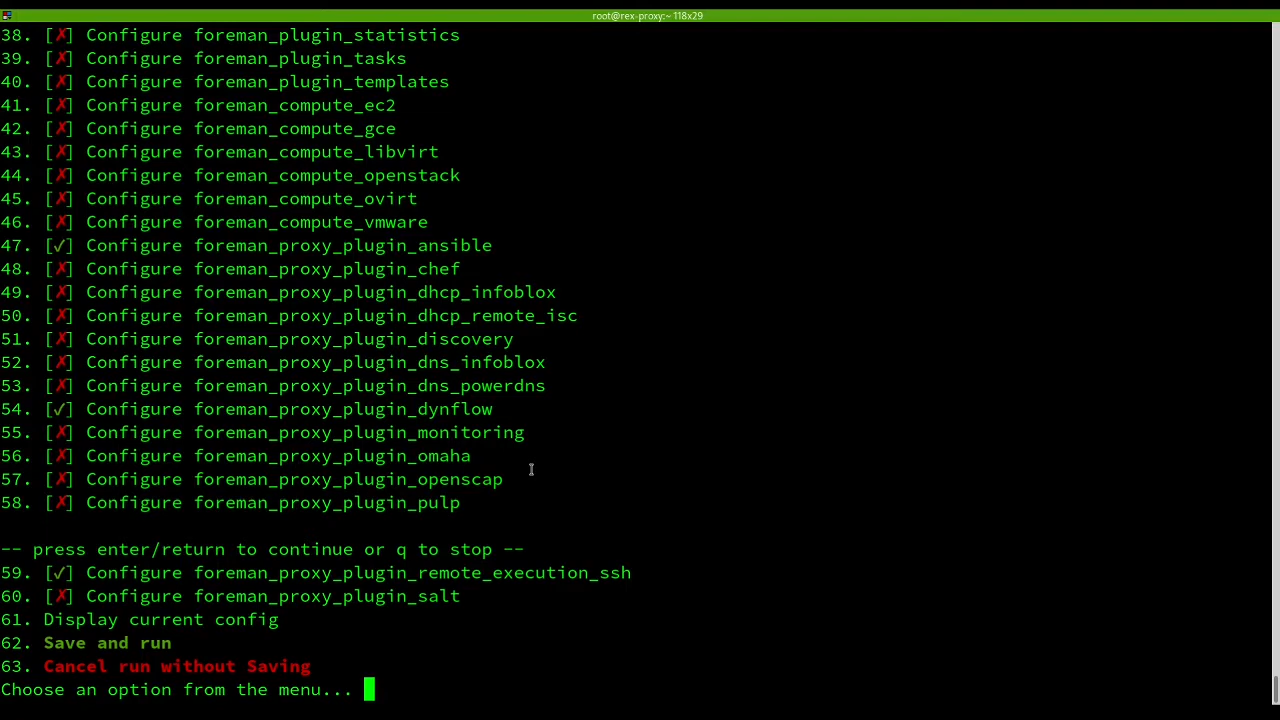 root@rex-proxy:~ 118x29
38. [✗] Configure foreman_plugin_statistics
39. [✗] Configure foreman_plugin_tasks
40. [✗] Configure foreman_plugin_templates
41. [✗] Configure foreman_compute_ec2
42. [✗] Configure foreman_compute_gce
43. [✗] Configure foreman_compute_libvirt
44. [✗] Configure foreman_compute_openstack
45. [✗] Configure foreman_compute_ovirt
46. [✗] Configure foreman_compute_vmware
47. [✓] Configure foreman_proxy_plugin_ansible
48. [✗] Configure foreman_proxy_plugin_chef
49. [✗] Configure foreman_proxy_plugin_dhcp_infoblox
50. [✗] Configure foreman_proxy_plugin_dhcp_remote_isc
51. [✗] Configure foreman_proxy_plugin_discovery
52. [✗] Configure foreman_proxy_plugin_dns_infoblox
53. [✗] Configure foreman_proxy_plugin_dns_powerdns
54. [✓] Configure foreman_proxy_plugin_dynflow
55. [✗] Configure foreman_proxy_plugin_monitoring
56. [✗] Configure foreman_proxy_plugin_omaha
57. [✗] Configure foreman_proxy_plugin_openscap
58. [✗] Configure foreman_proxy_plugin_pulp
-- press enter/return to continue or q to stop --
59. [✓] Configure foreman_proxy_plugin_remote_execution_ssh
60. [✗] Configure foreman_proxy_plugin_salt
61. Display current config
62. Save and run
63. Cancel run without Saving
Choose an option from the menu...